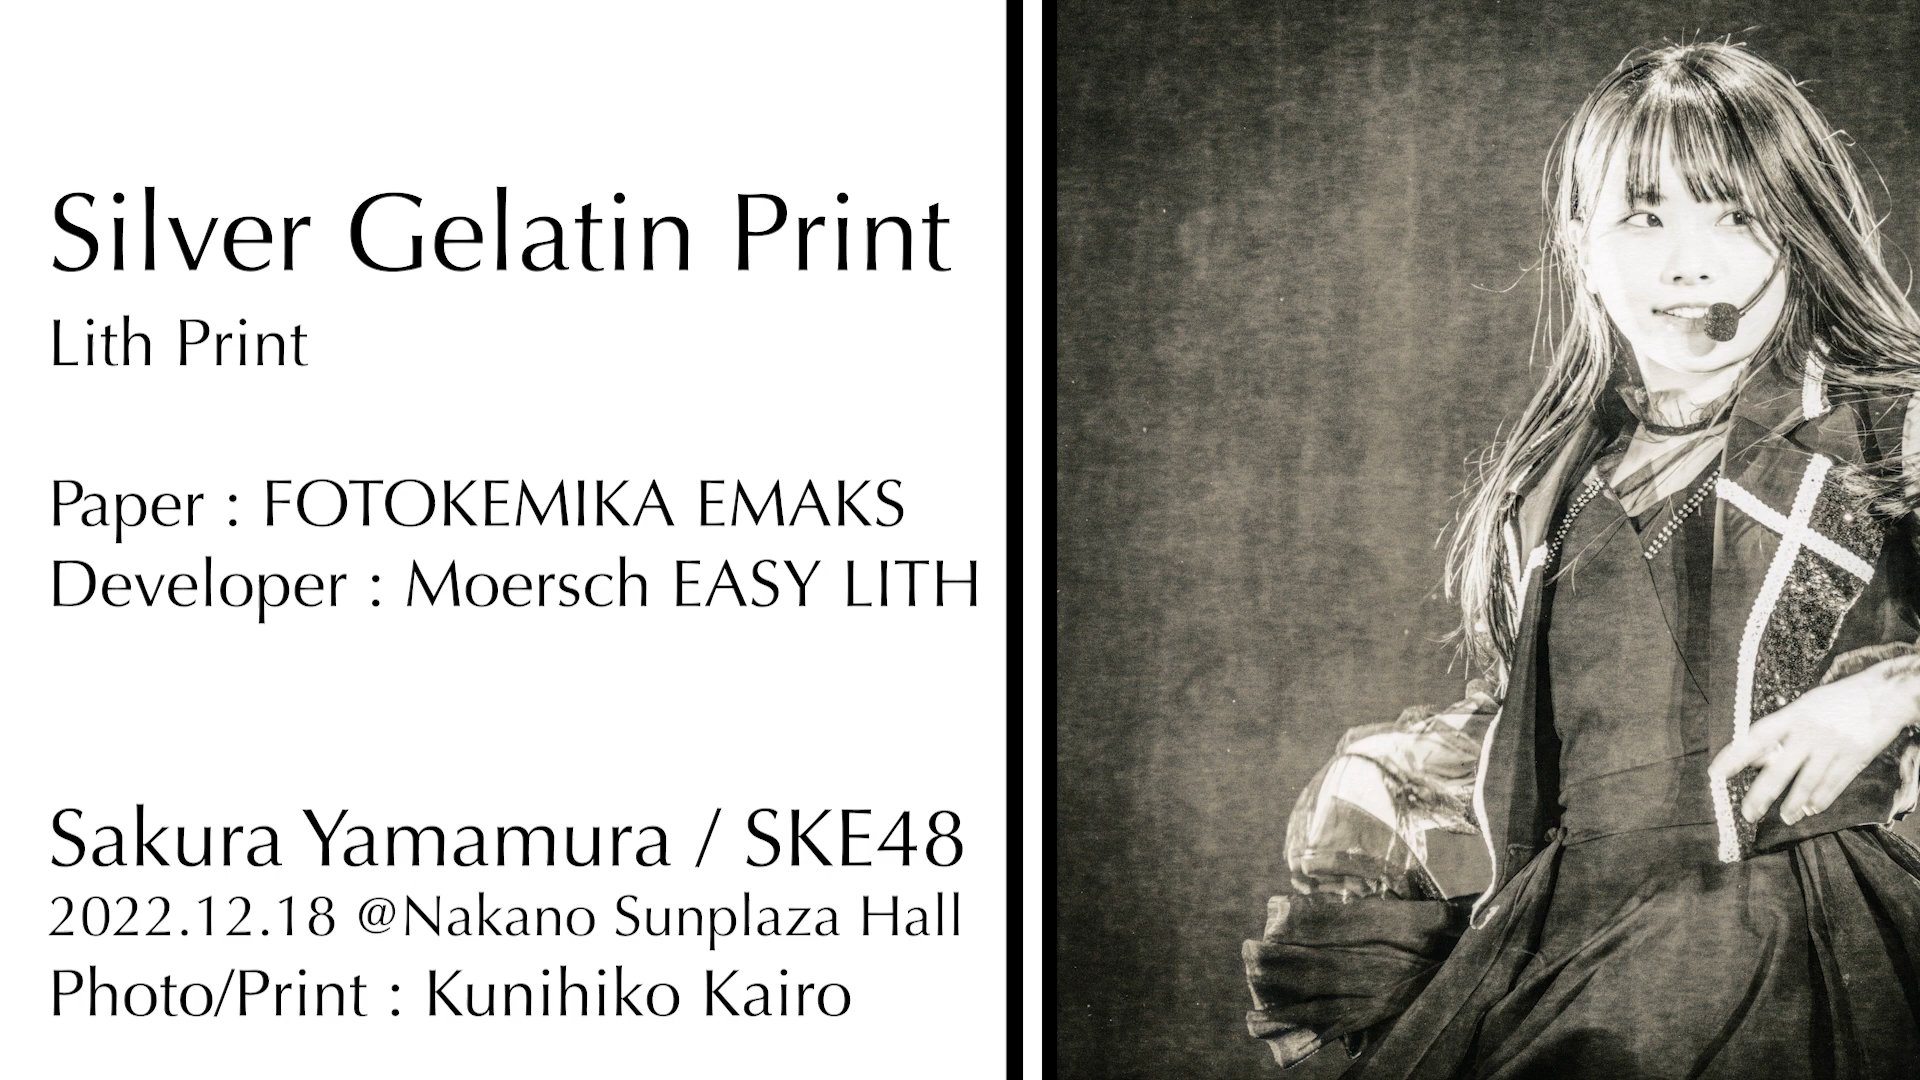 Silver Gelatin Print
Lith Print
Paper : FOTOKEMIKA EMAKS
Developer : Moersch EASY LITH
Sakura Yamamura / SKE48
2022.12.18 @Nakano Sunplaza Hall
Photo/Print : Kunihiko Kairo